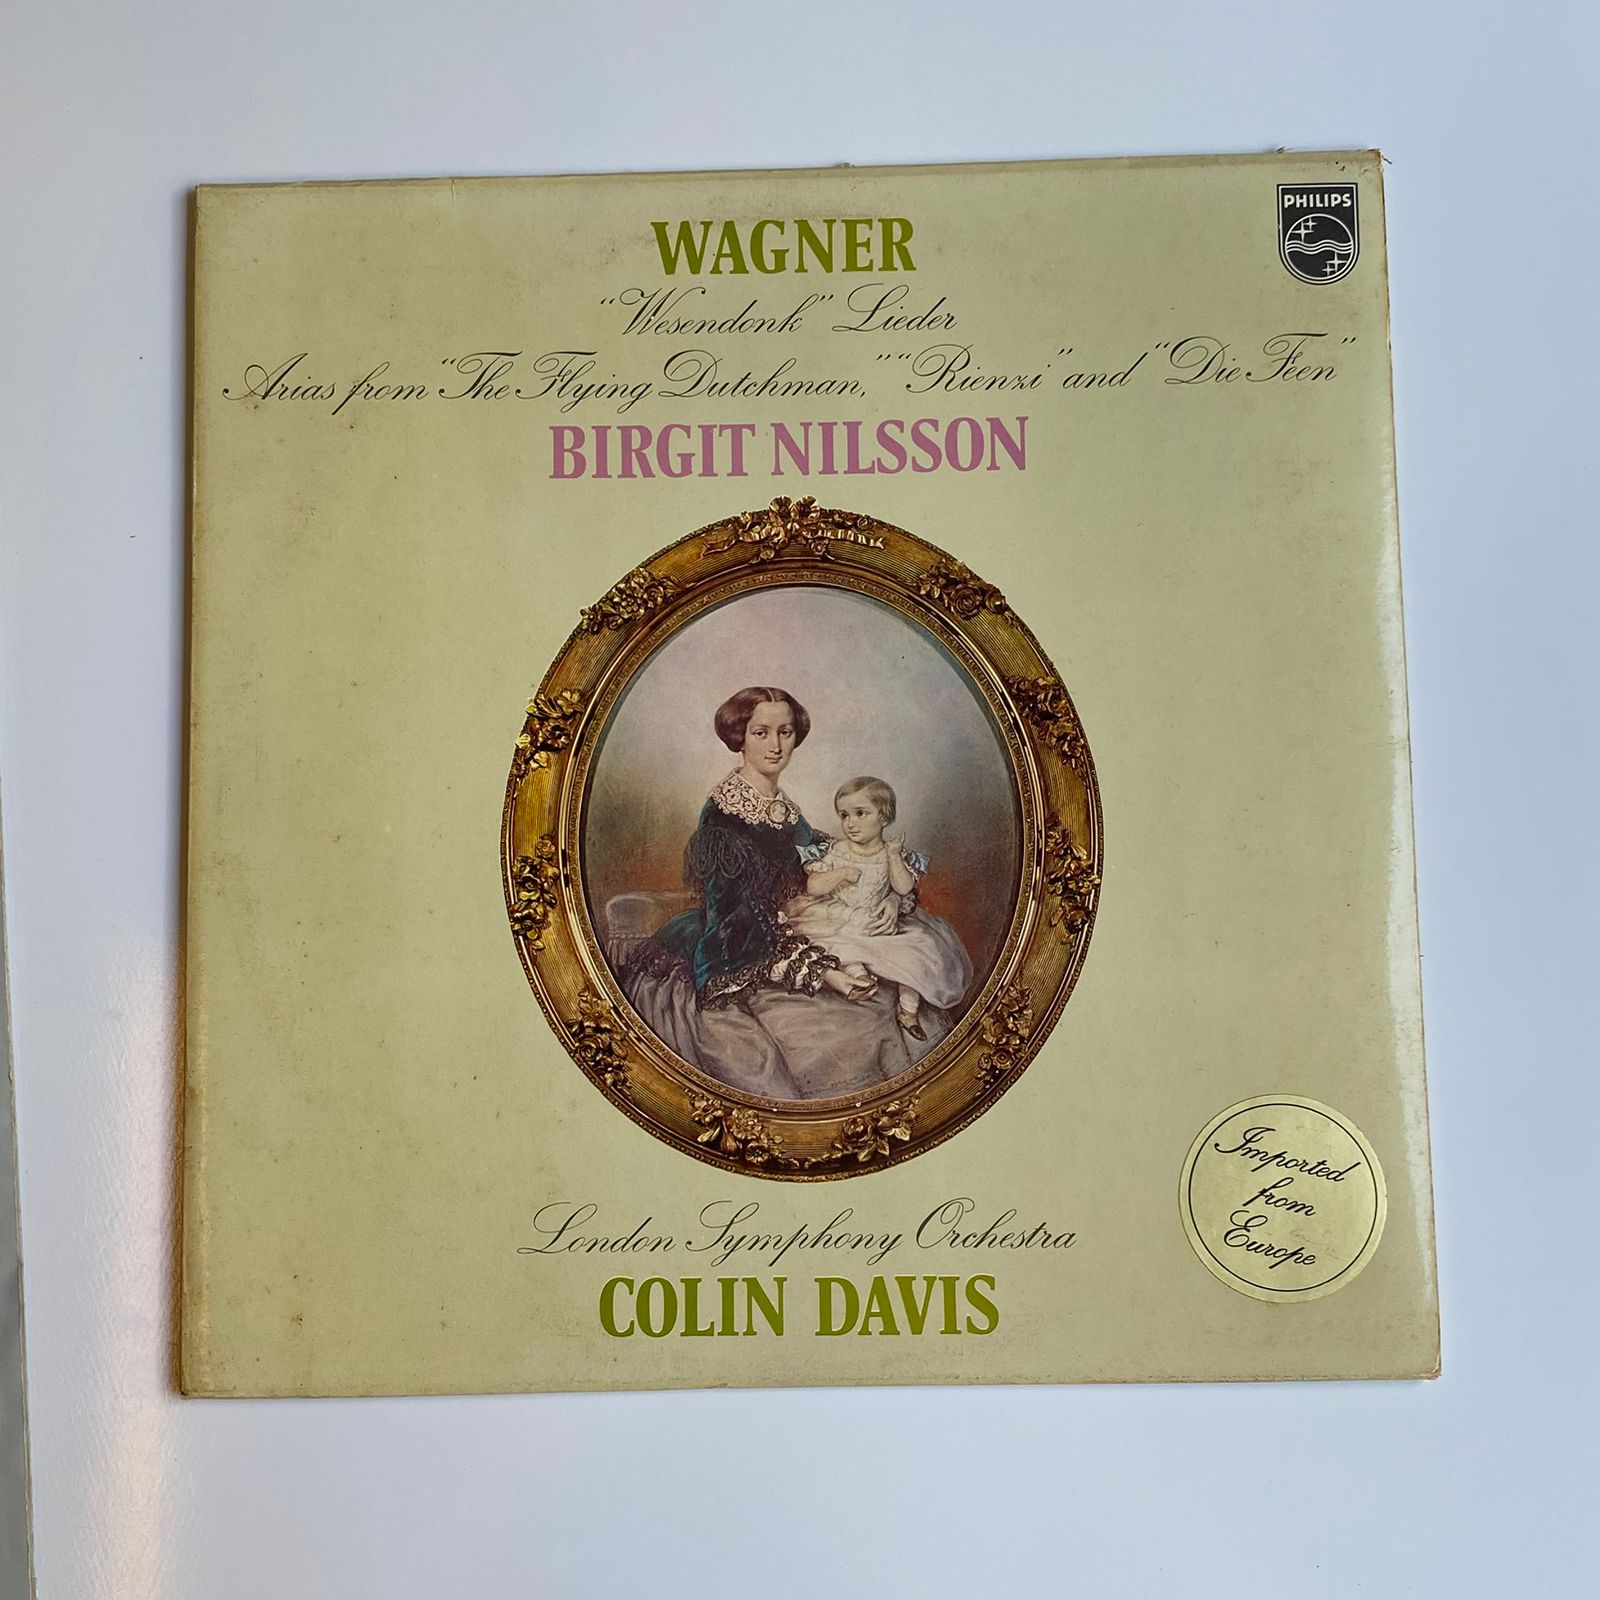 PHILIPS
WAGNER
“Wesendonk” Lieder
Arias from “The Flying Dutchman,” “Rienzi” and “Die Feen”
BIRGIT NILSSON
London Symphony Orchestra
COLIN DAVIS
Imported
from
Europe